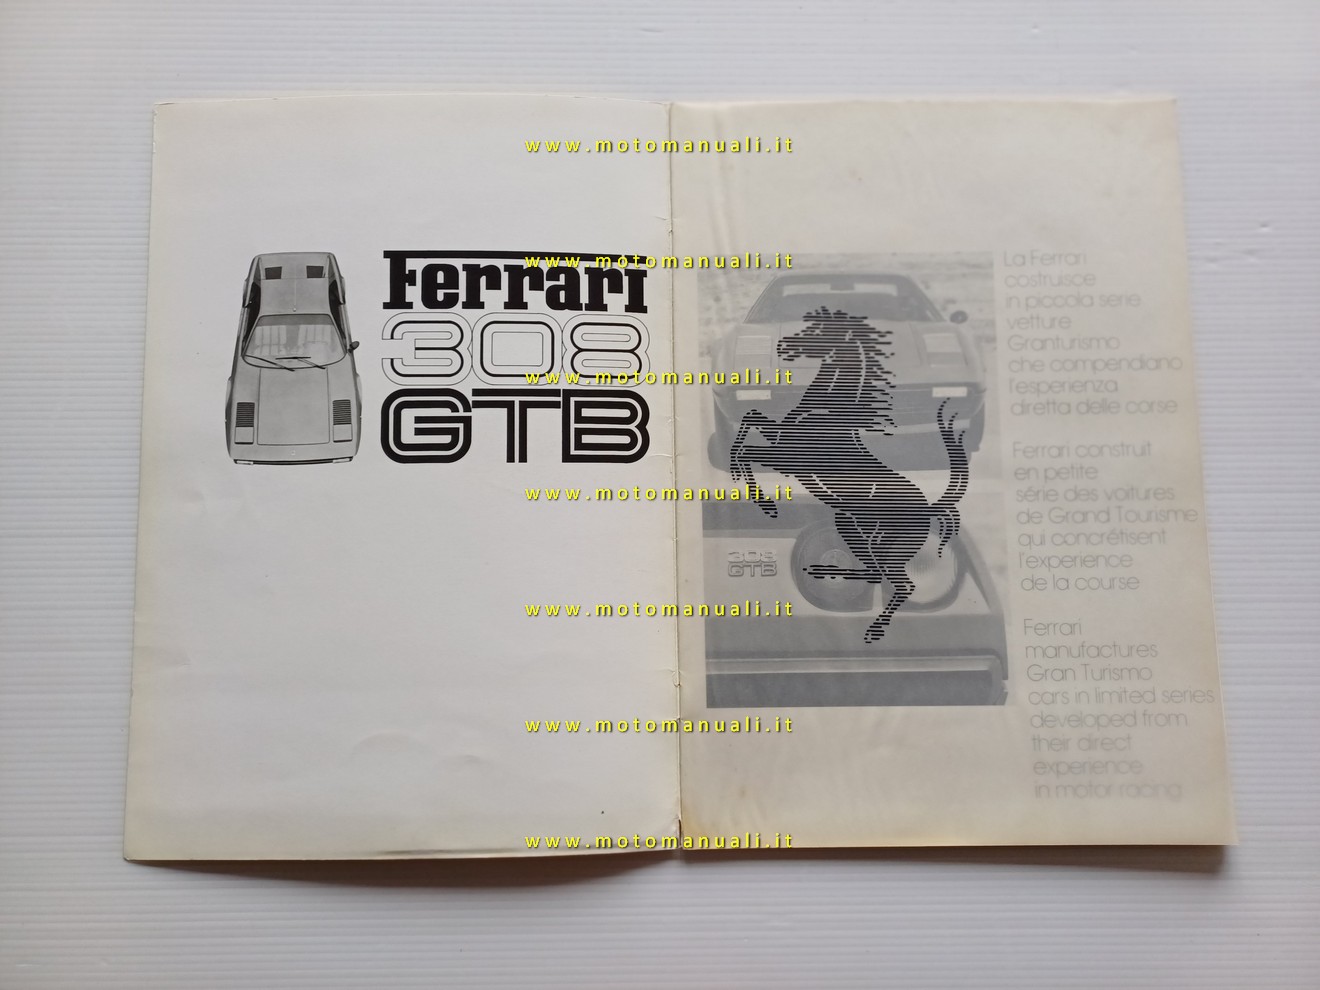 www.motomanuali.it
www.motomanuali.it
www.motomanuali.it
www.motomanuali.it
www.motomanuali.it
www.motomanuali.it
www.motomanuali.it
Ferrari
308
GTB
308
GTB
La Ferrari
costruisce
in piccola serie
vetture
Granturismo
che compendiano
l'esperienza
diretta delle corse
Ferrari construit
en petite
série des voitures
de Grand Tourisme
qui concrétisent
l'experience
de la course
Ferrari
manufactures
Gran Turismo
cars in limited series
developed from
their direct
experience
in motor racing